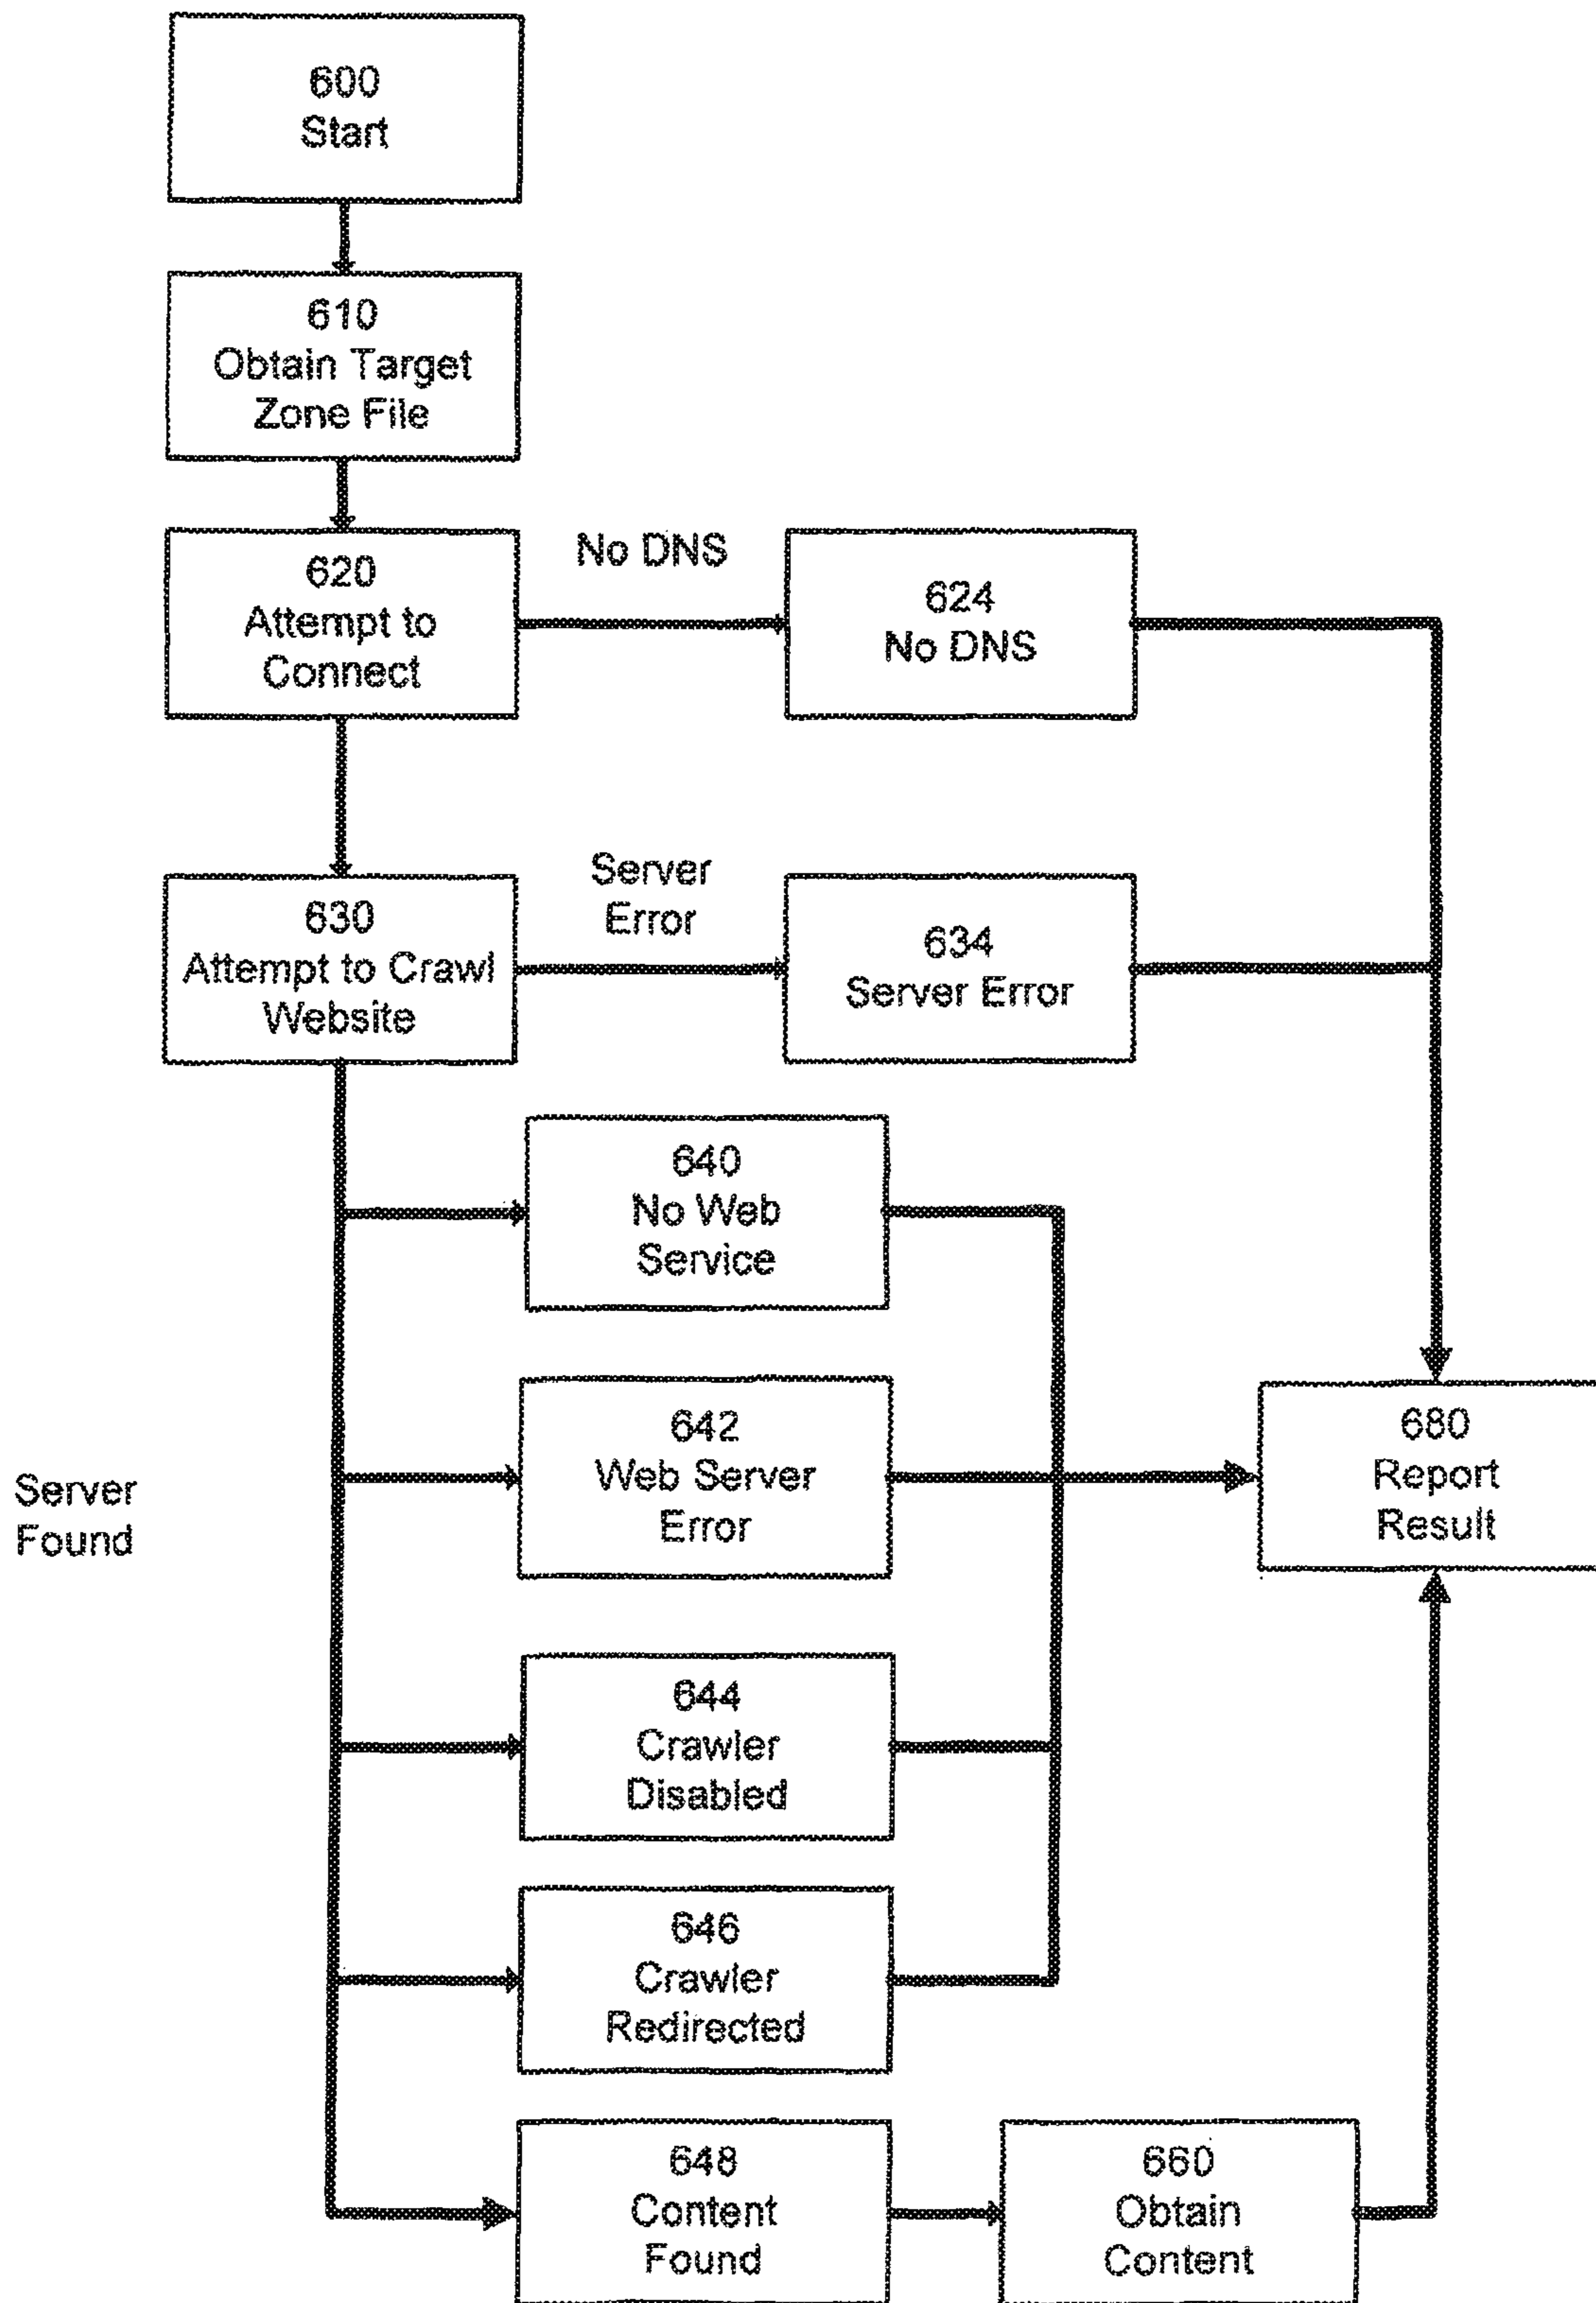 600
Start
610
Obtain Target
Zone File
620
Attempt to
Connect
No DNS
624
No DNS
630
Attempt to Crawl
Website
Server
Error
634
Server Error
640
No Web
Service
Server
Found
642
Web Server
Error
680
Report
Result
644
Crawler
Disabled
646
Crawler
Redirected
648
Content
Found
660
Obtain
Content